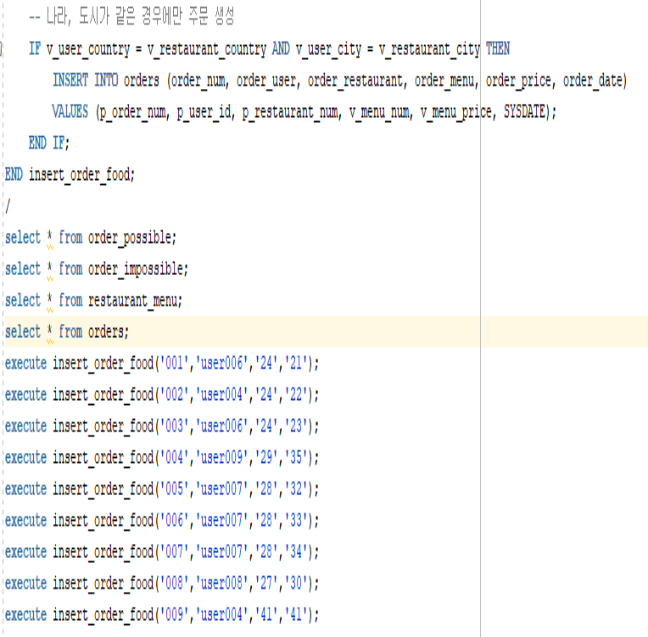 -- 나라, 도시가 같은 경우에만 주문 생성
IF v_user_country = v_restaurant_country AND v_user_city = v_restaurant_city THEN
INSERT INTO orders (order_num, order_user, order_restaurant, order_menu, order_price, order_date)
VALUES (p_order_num, p_user_id, p_restaurant_num, v_menu_num, v_menu_price, SYSDATE);
END IF;
END insert_order_food;
/
select * from order_possible;
select * from order_impossible;
select * from restaurant_menu;
select * from orders;
execute insert_order_food('001','user006','24','21');
execute insert_order_food('002','user004','24','22');
execute insert_order_food('003','user006','24','23');
execute insert_order_food('004','user009','29','35');
execute insert_order_food('005','user007','28','32');
execute insert_order_food('006','user007','28','33');
execute insert_order_food('007','user007','28','34');
execute insert_order_food('008','user008','27','30');
execute insert_order_food('009','user004','41','41');